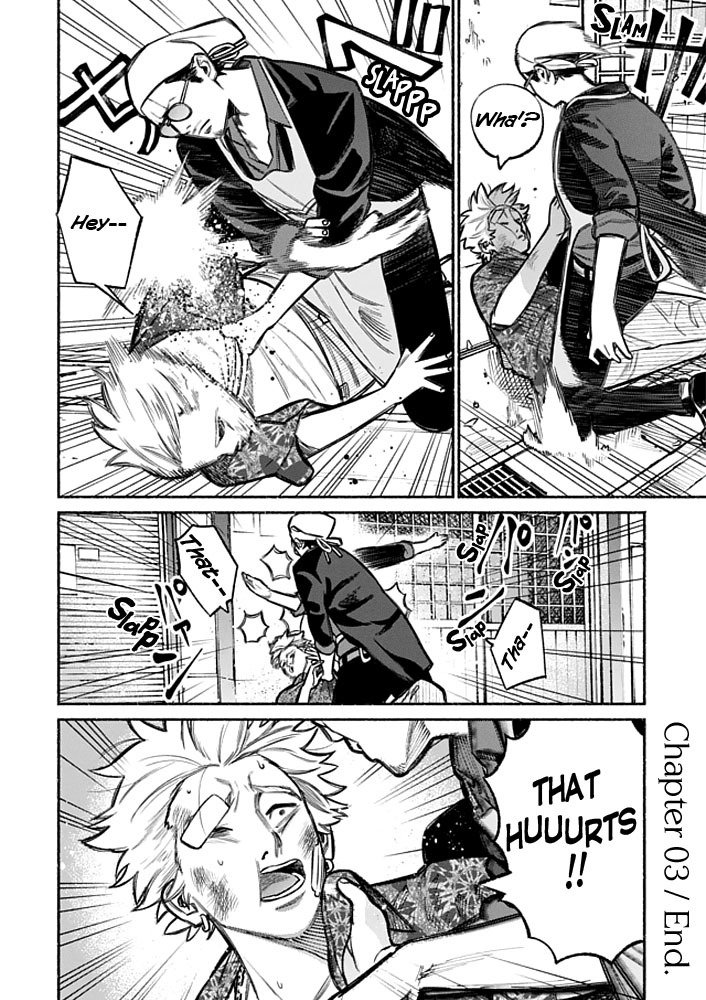 SLAM
Wha'?
SLAPPP
Hey--
Slap
Slap
Tha--
That--
Slap
Slap
THAT
HUUURTS
!!
Chapter 03 / End.